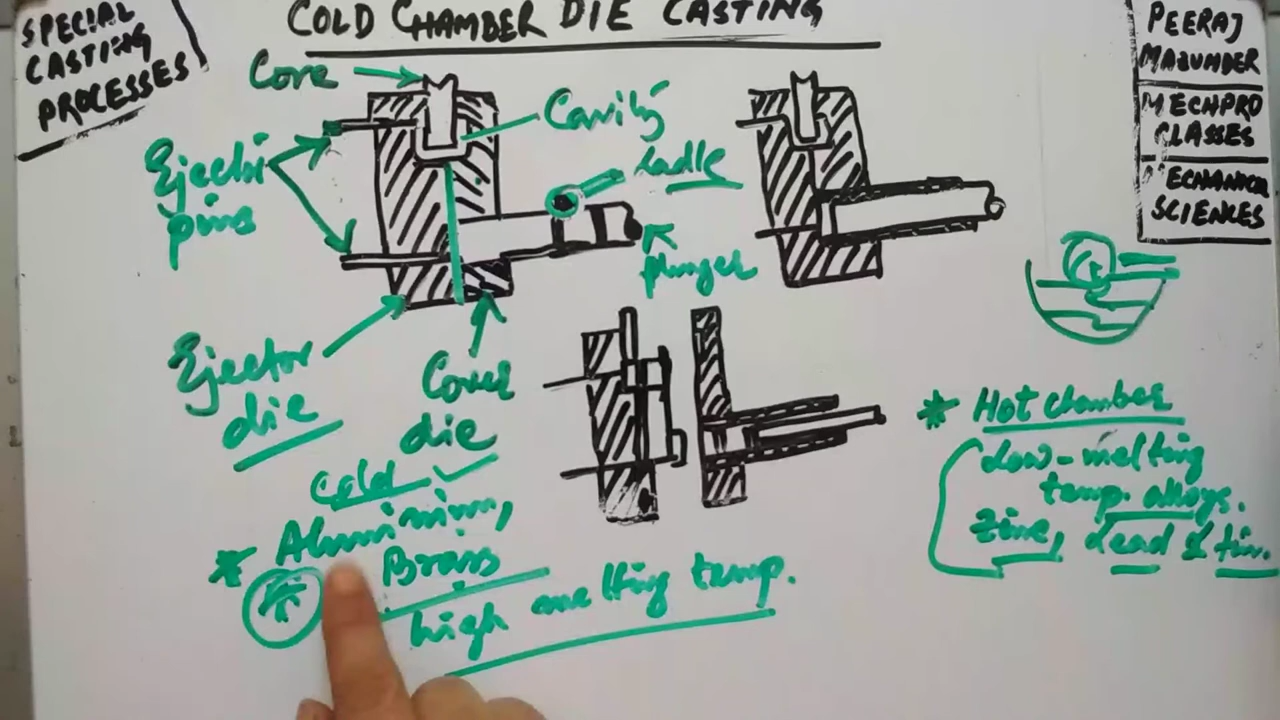 SPECIAL
CASTING
PROCESSES
COLD CHAMBER DIE CASTING
PEERAJ
MAZUMDER
MECHPRO
CLASSES
MECHANICAL
SCIENCES
Core
Cavity
Ladle
Ejector
pins
plunger
Ejector
die
Cover
die
Cold
* Aluminium,
Brass
high melting temp.
* Hot chamber
Low-melting
temp. alloys.
Zinc, Lead & tin.